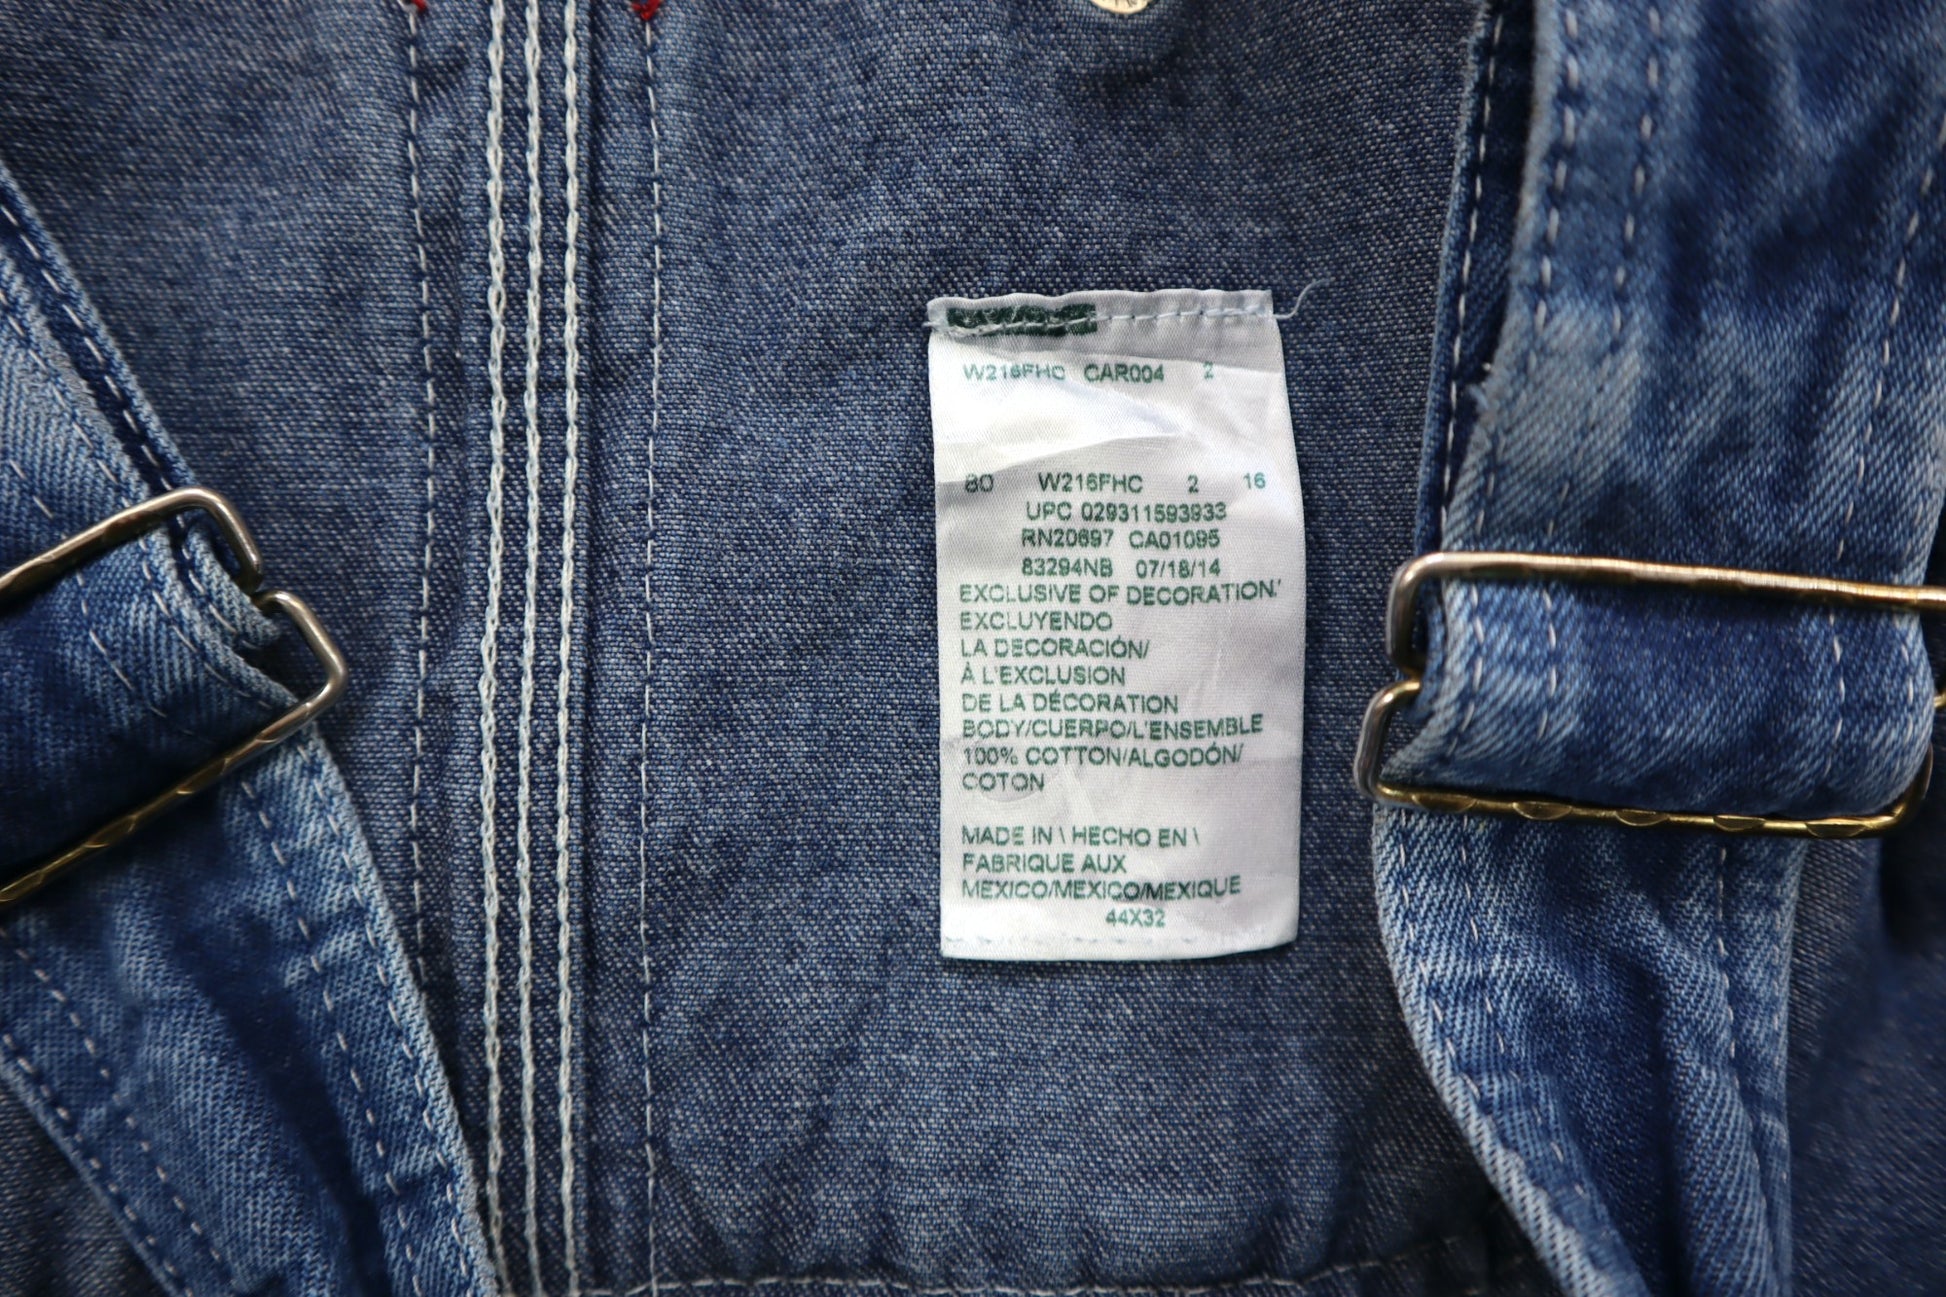 W216FHC CAR004 2
80 W216FHC 2 16
UPC 029311593933
RN20697 CA01095
83294NB 07/18/14
EXCLUSIVE OF DECORATION/
EXCLUYENDO
LA DECORACIÓN/
À L'EXCLUSION
DE LA DÉCORATION
BODY/CUERPO/L'ENSEMBLE
100% COTTON/ALGODÓN/
COTON
MADE IN \ HECHO EN \
FABRIQUE AUX
MEXICO/MEXICO/MEXIQUE
44X32